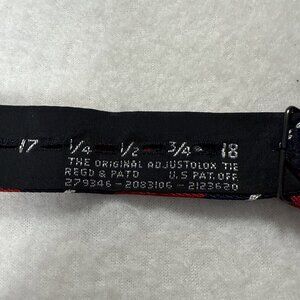 17 1/4 1/2 3/4 18
THE ORIGINAL ADJUSTOLOX TIE
REGD & PATD U.S PAT. OFF
279346-2083106-2123620